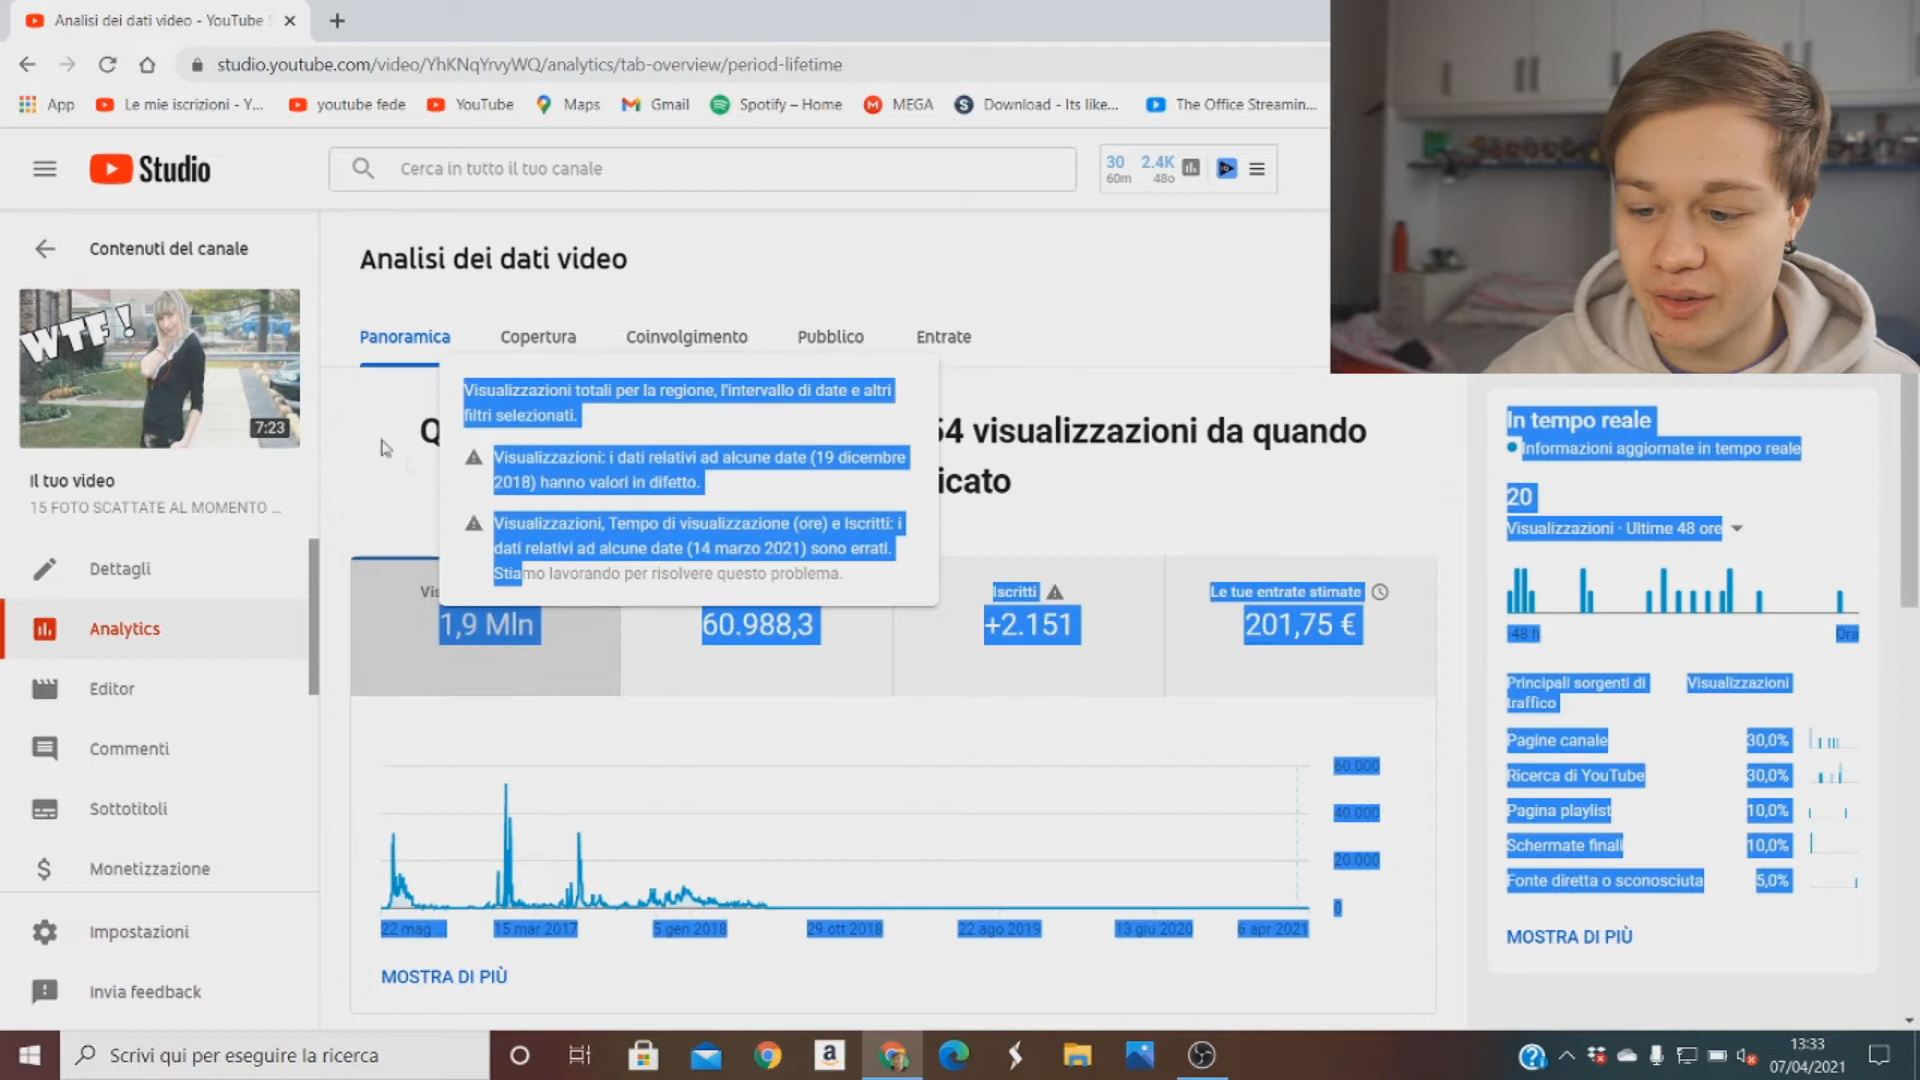 Analisi dei dati video - YouTube S
studio.youtube.com/video/YhKNqYrvyWQ/analytics/tab-overview/period-lifetime
App
Le mie iscrizioni - Y...
youtube fede
YouTube
Maps
Gmail
Spotify – Home
MEGA
Download - Its like...
The Office Streamin...
Studio
Cerca in tutto il tuo canale
30 2.4K
60m 48o
Contenuti del canale
WTF!
7:23
Il tuo video
15 FOTO SCATTATE AL MOMENTO ...
Dettagli
Analytics
Editor
Commenti
Sottotitoli
Monetizzazione
Impostazioni
Invia feedback
Analisi dei dati video
Panoramica
Copertura
Coinvolgimento
Pubblico
Entrate
Visualizzazioni totali per la regione, l'intervallo di date e altri
filtri selezionati.
Visualizzazioni: i dati relativi ad alcune date (19 dicembre
2018) hanno valori in difetto.
Visualizzazioni, Tempo di visualizzazione (ore) e Iscritti: i
dati relativi ad alcune date (14 marzo 2021) sono errati.
Stiamo lavorando per risolvere questo problema.
54 visualizzazioni da quando
icato
Vis
1,9 Mln
60.988,3
Iscritti
+2.151
Le tue entrate stimate
201,75 €
60.000
40.000
20.000
0
22 mag ...
15 mar 2017
5 gen 2018
29 ott 2018
22 ago 2019
13 giu 2020
6 apr 2021
MOSTRA DI PIÙ
In tempo reale
Informazioni aggiornate in tempo reale
20
Visualizzazioni · Ultime 48 ore
-48 h
Ora
Principali sorgenti di
traffico
Visualizzazioni
Pagine canale 30,0%
Ricerca di YouTube 30,0%
Pagina playlist 10,0%
Schermate finali 10,0%
Fonte diretta o sconosciuta 5,0%
MOSTRA DI PIÙ
Scrivi qui per eseguire la ricerca
13:33
07/04/2021